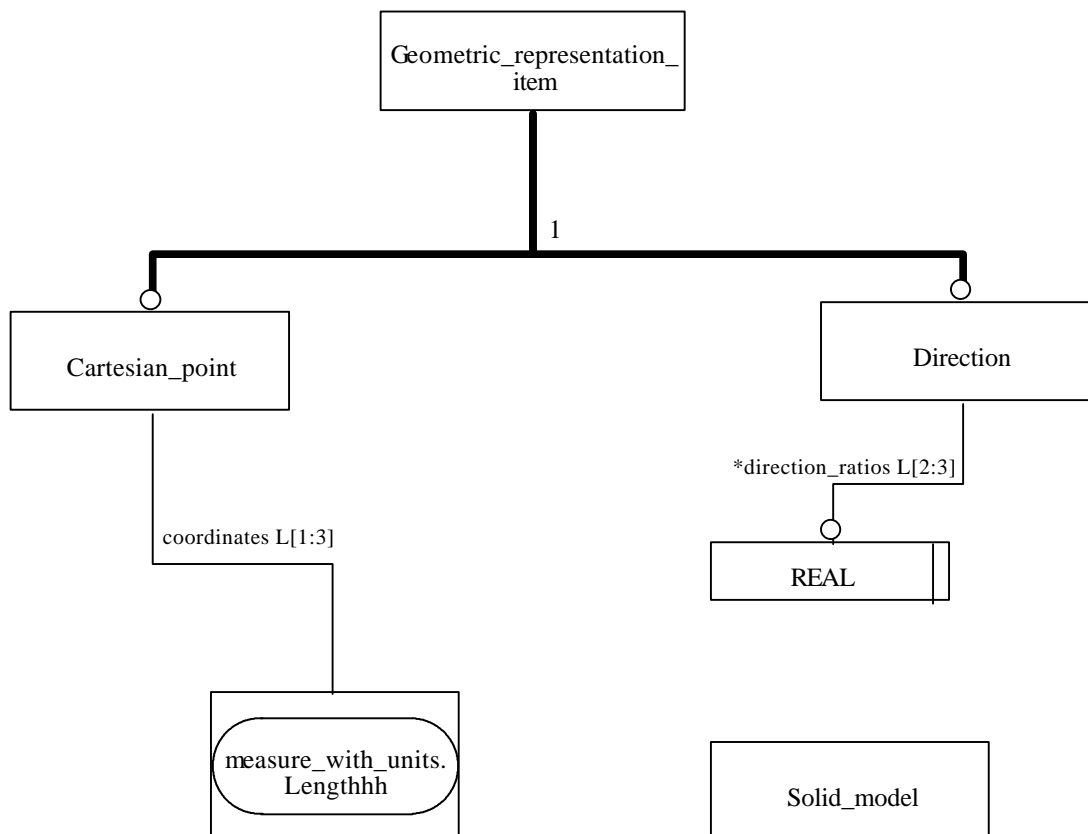 Geometric_representation_
item
1
Cartesian_point
Direction
*direction_ratios L[2:3]
coordinates L[1:3]
REAL
measure_with_units.
Lengthhh
Solid_model